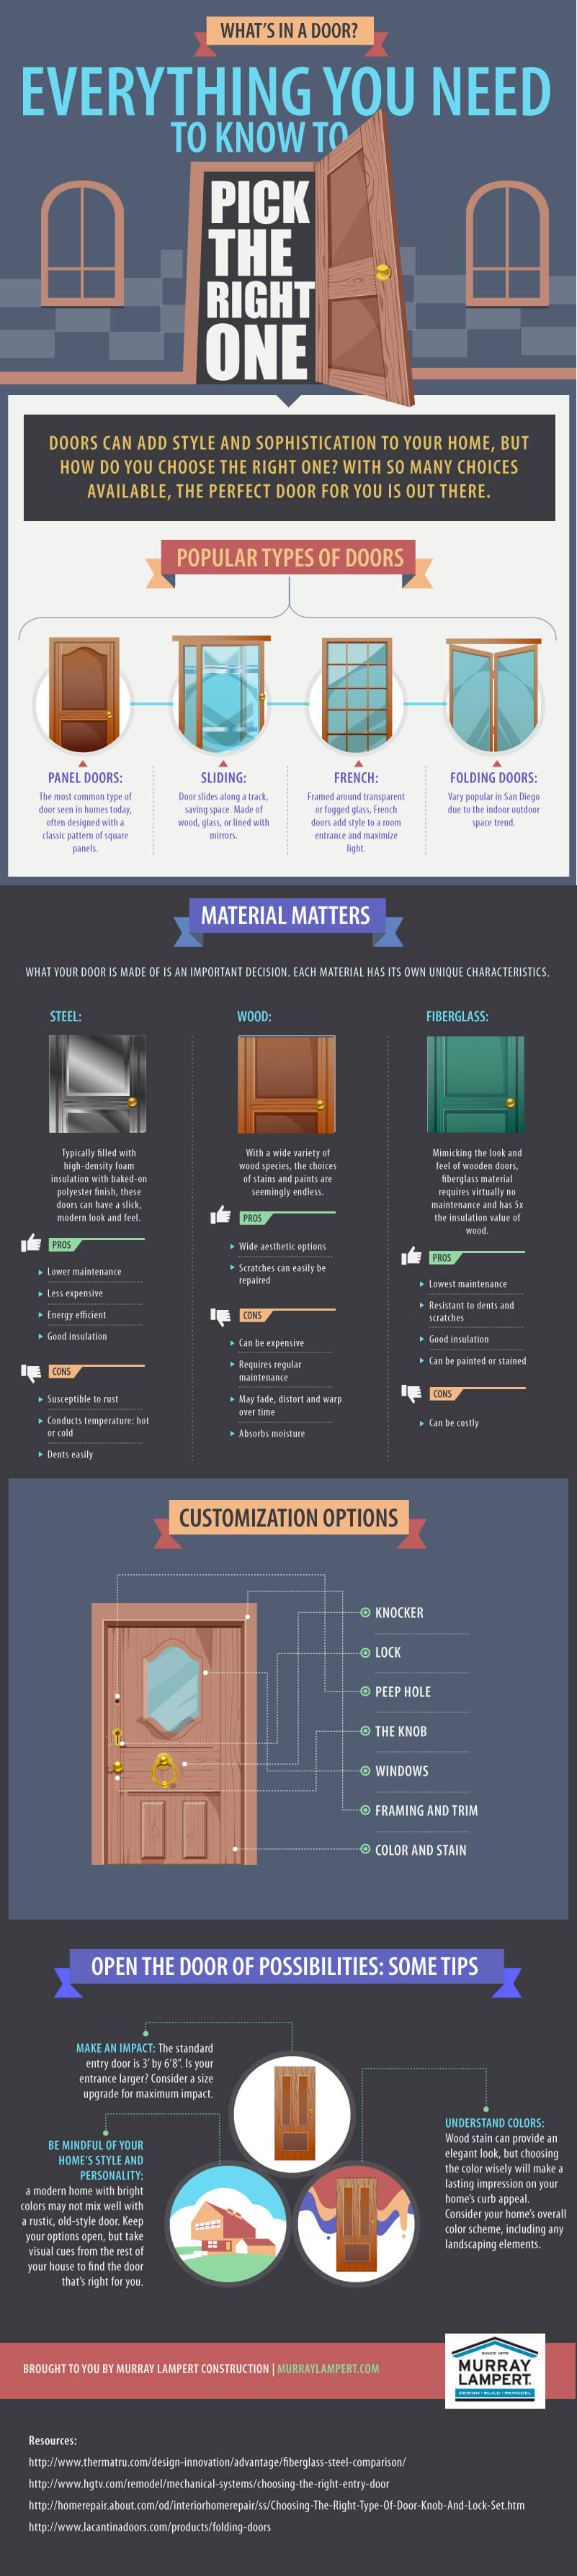 WHAT'S IN A DOOR?
EVERYTHING YOU NEED
TO KNOW TO
PICK
THE
RIGHT
ONE
DOORS CAN ADD STYLE AND SOPHISTICATION TO YOUR HOME, BUT
HOW DO YOU CHOOSE THE RIGHT ONE? WITH SO MANY CHOICES
AVAILABLE, THE PERFECT DOOR FOR YOU IS OUT THERE.
POPULAR TYPES OF DOORS
PANEL DOORS:
The most common type of
door seen in homes today,
often designed with a
classic pattern of square
panels.
SLIDING:
Door slides along a track,
saving space. Made of
wood, glass, or lined with
mirrors.
FRENCH:
Framed around transparent
or fogged glass, French
doors add style to a room
entrance and maximize
light.
FOLDING DOORS:
Vary popular in San Diego
due to the indoor outdoor
space trend.
MATERIAL MATTERS
WHAT YOUR DOOR IS MADE OF IS AN IMPORTANT DECISION. EACH MATERIAL HAS ITS OWN UNIQUE CHARACTERISTICS.
STEEL:
Typically filled with
high-density foam
insulation with baked-on
polyester finish, these
doors can have a slick,
modern look and feel.
PROS
Lower maintenance
Less expensive
Energy efficient
Good insulation
CONS
Susceptible to rust
Conducts temperature: hot
or cold
Dents easily
WOOD:
With a wide variety of
wood species, the choices
of stains and paints are
seemingly endless.
PROS
Wide aesthetic options
Scratches can easily be
repaired
CONS
Can be expensive
Requires regular
maintenance
May fade, distort and warp
over time
Absorbs moisture
FIBERGLASS:
Mimicking the look and
feel of wooden doors,
fiberglass material
requires virtually no
maintenance and has 5x
the insulation value of
wood.
PROS
Lowest maintenance
Resistant to dents and
scratches
Good insulation
Can be painted or stained
CONS
Can be costly
CUSTOMIZATION OPTIONS
KNOCKER
LOCK
PEEP HOLE
THE KNOB
WINDOWS
FRAMING AND TRIM
COLOR AND STAIN
OPEN THE DOOR OF POSSIBILITIES: SOME TIPS
MAKE AN IMPACT: The standard
entry door is 3' by 6'8". Is your
entrance larger? Consider a size
upgrade for maximum impact.
BE MINDFUL OF YOUR
HOME'S STYLE AND
PERSONALITY:
a modern home with bright
colors may not mix well with
a rustic, old-style door. Keep
your options open, but take
visual cues from the rest of
your house to find the door
that's right for you.
UNDERSTAND COLORS:
Wood stain can provide an
elegant look, but choosing
the color wisely will make a
lasting impression on your
home's curb appeal.
Consider your home's overall
color scheme, including any
landscaping elements.
BROUGHT TO YOU BY MURRAY LAMPERT CONSTRUCTION | MURRAYLAMPERT.COM
SINCE 1975
MURRAY
LAMPERT.
DESIGN · BUILD · REMODEL
Resources:
http://www.thermatru.com/design-innovation/advantage/fiberglass-steel-comparison/
http://www.hgtv.com/remodel/mechanical-systems/choosing-the-right-entry-door
http://homerepair.about.com/od/interiorhomerepair/ss/Choosing-The-Right-Type-Of-Door-Knob-And-Lock-Set.htm
http://www.lacantinadoors.com/products/folding-doors